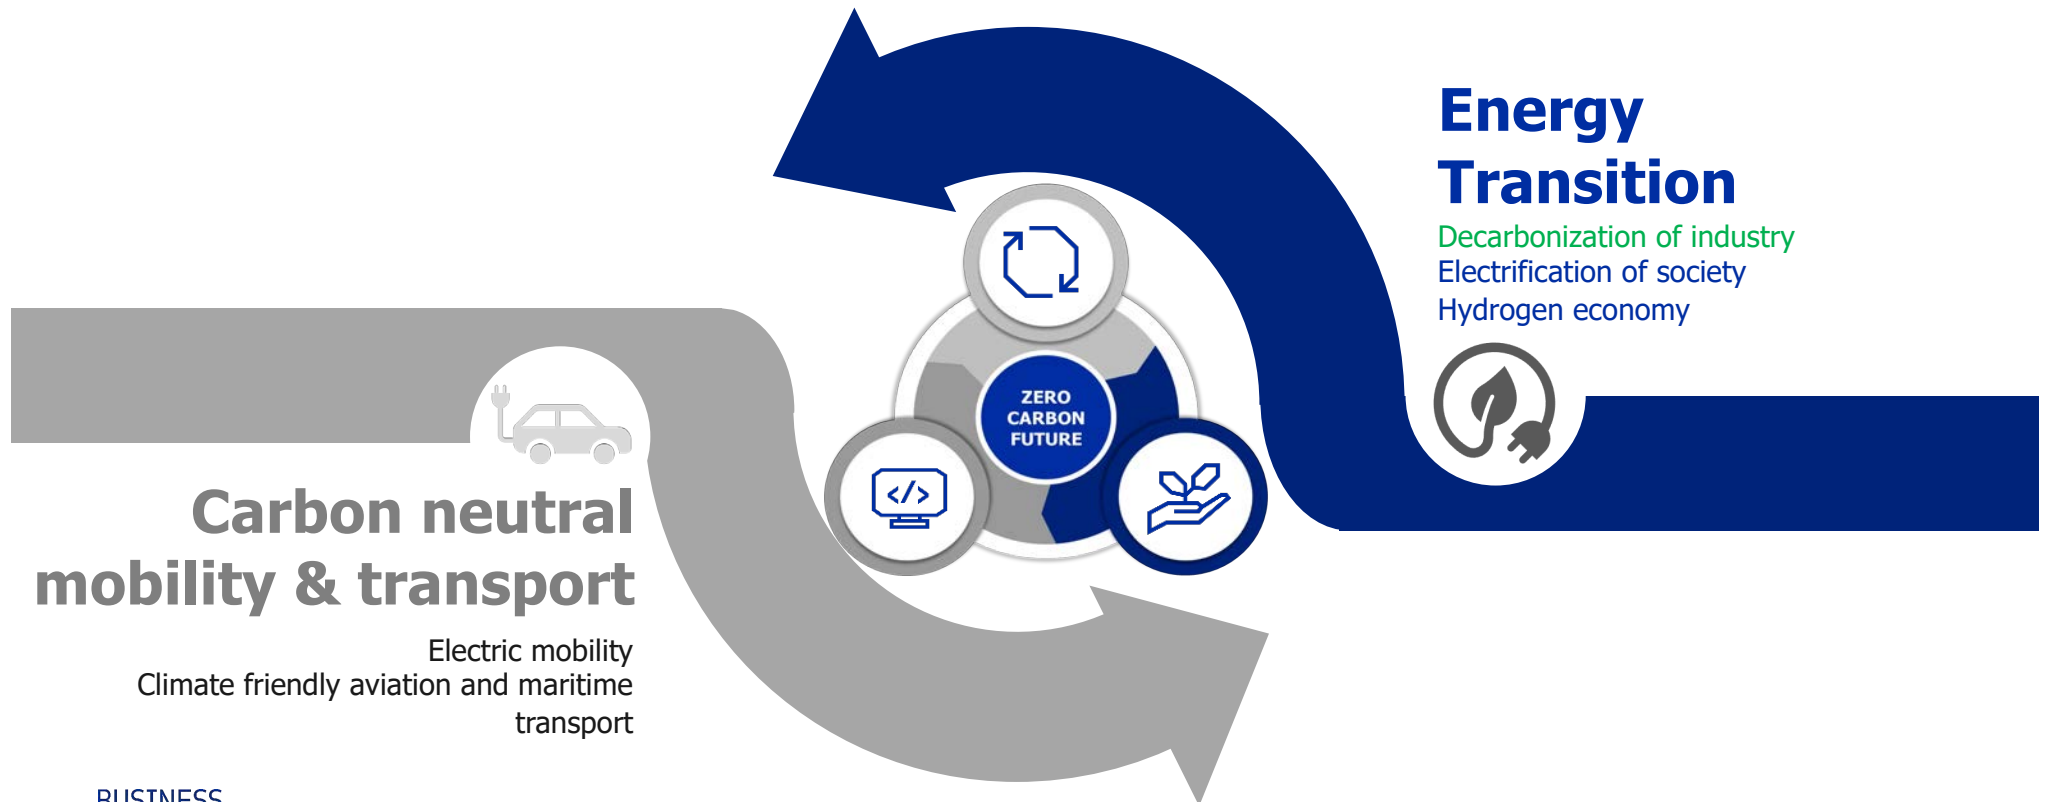 Energy
Transition
Decarbonization of industry
Electrification of society
Hydrogen economy
ZERO
CARBON
FUTURE
</>
Carbon neutral
mobility & transport
Electric mobility
Climate friendly aviation and maritime
transport
BUSINESS